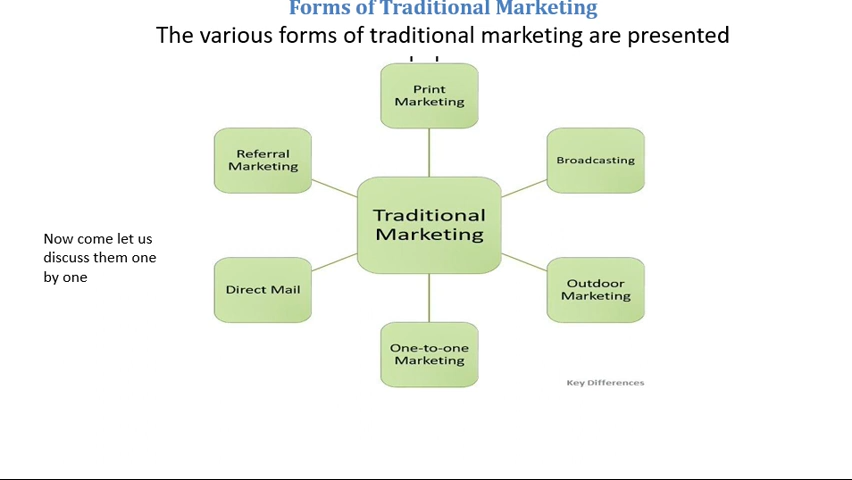 Forms of Traditional Marketing
The various forms of traditional marketing are presented
Print
Marketing
Referral
Marketing
Broadcasting
Traditional
Marketing
Now come let us
discuss them one
by one
Direct Mail
Outdoor
Marketing
One-to-one
Marketing
Key Differences